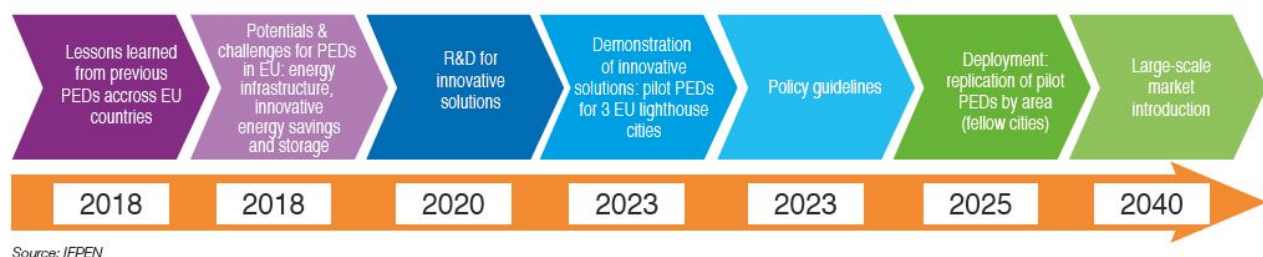 Lessons learned
from previous
PEDs accross EU
countries
Potentials &
challenges for PEDs
in EU: energy
infrastructure,
innovative
energy savings
and storage
R&D for
innovative
solutions
Demonstration
of innovative
solutions: pilot PEDs
for 3 EU lighthouse
cities
Policy guidelines
Deployment:
replication of pilot
PEDs by area
(fellow cities)
Large-scale
market
introduction
2018
2018
2020
2023
2023
2025
2040
Source: IFPEN